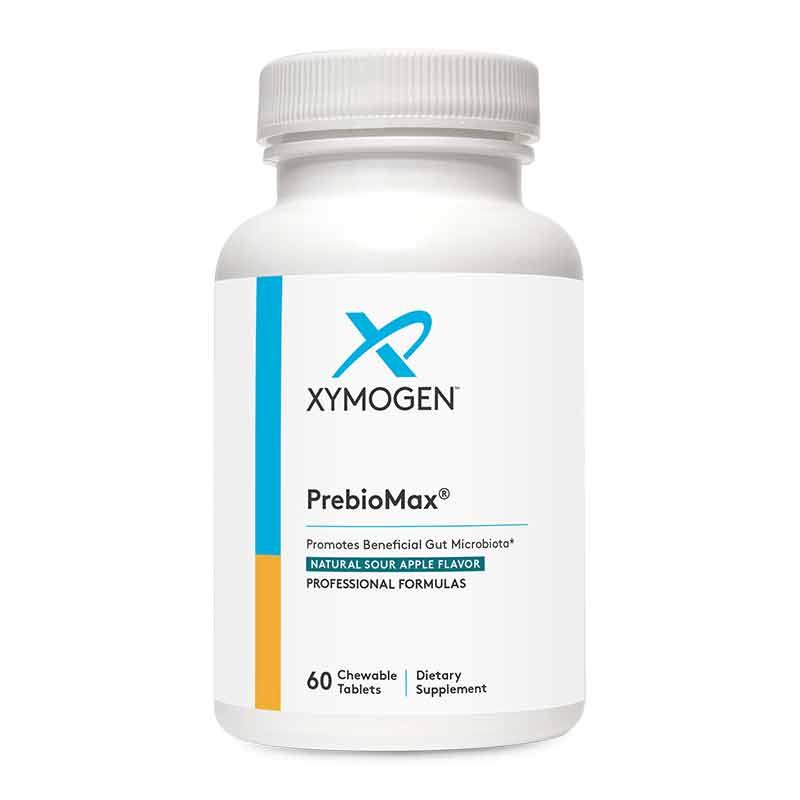 XYMOGEN™
PrebioMax®
Promotes Beneficial Gut Microbiota*
NATURAL SOUR APPLE FLAVOR
PROFESSIONAL FORMULAS
60 Chewable Tablets
Dietary Supplement